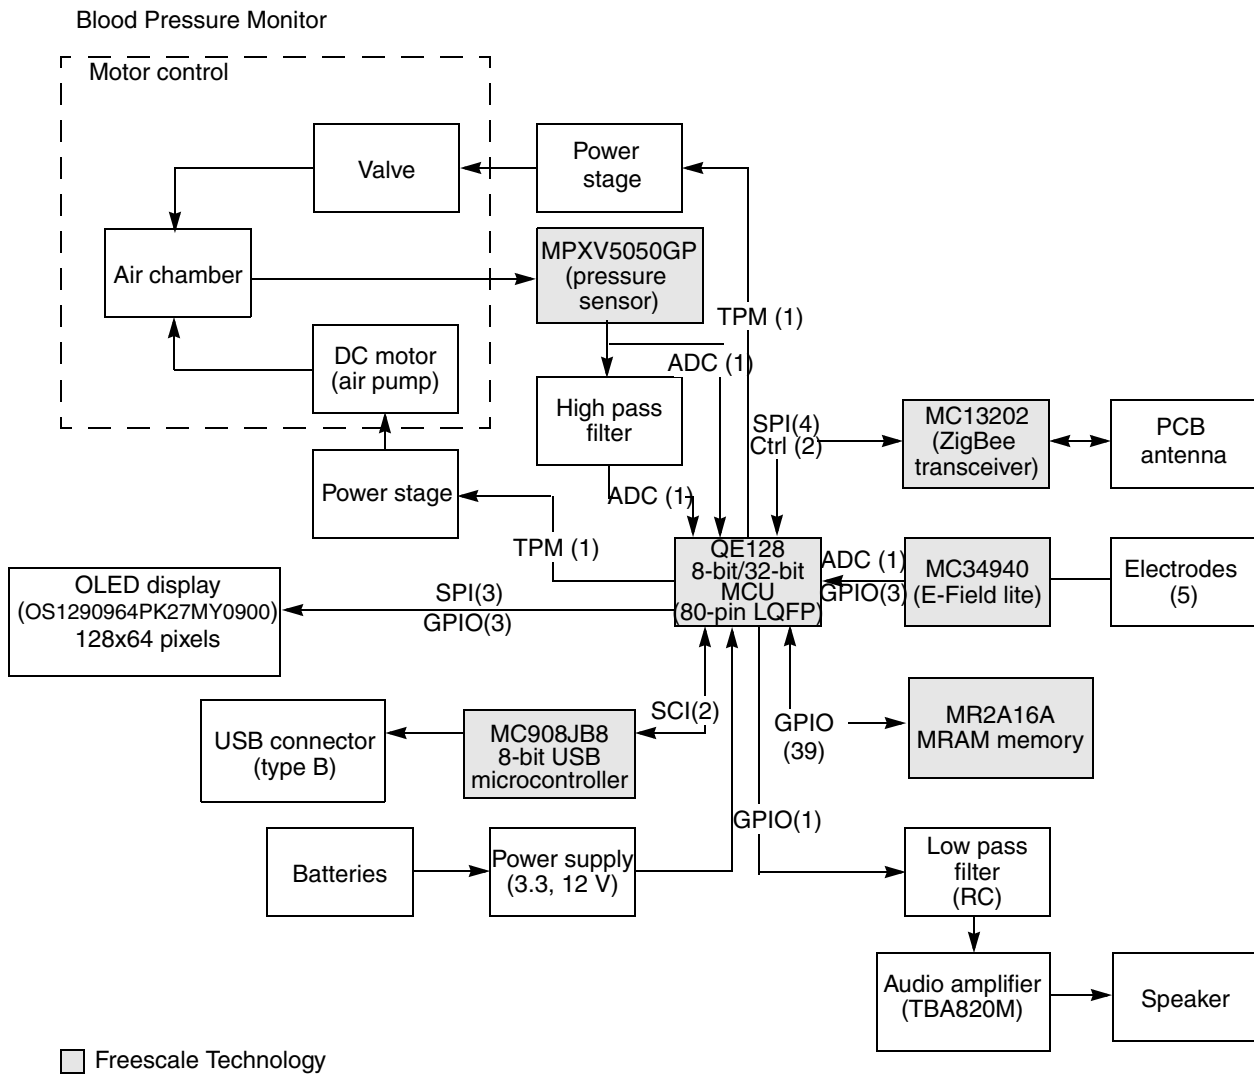 Blood Pressure Monitor
Motor control
Valve
Power
stage
Air chamber
MPXV5050GP
(pressure
sensor)
TPM (1)
DC motor
(air pump)
ADC (1)
High pass
filter
SPI(4)
Ctrl (2)
MC13202
(ZigBee
transceiver)
PCB
antenna
Power stage
ADC (1)
TPM (1)
QE128
8-bit/32-bit
MCU
(80-pin LQFP)
ADC (1)
GPIO(3)
MC34940
(E-Field lite)
Electrodes
(5)
OLED display
(OS1290964PK27MY0900)
128x64 pixels
SPI(3)
GPIO(3)
USB connector
(type B)
MC908JB8
8-bit USB
microcontroller
SCI(2)
GPIO
(39)
MR2A16A
MRAM memory
GPIO(1)
Batteries
Power supply
(3.3, 12 V)
Low pass
filter
(RC)
Audio amplifier
(TBA820M)
Speaker
Freescale Technology